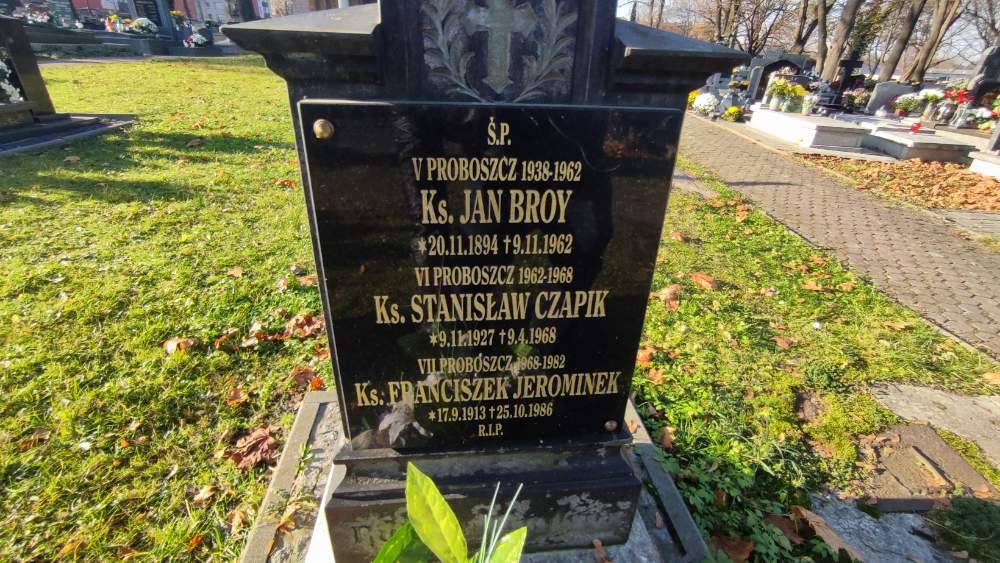 Ś.P.
V PROBOSZCZ 1938-1962
Ks. JAN BROY
*20.11.1894 †9.11.1962
VI PROBOSZCZ 1962-1968
Ks. STANISŁAW CZAPIK
*9.11.1927 †9.4.1968
VII PROBOSZCZ 1968-1982
Ks. FRANCISZEK JEROMINEK
*17.9.1913 †25.10.1986
R.I.P.